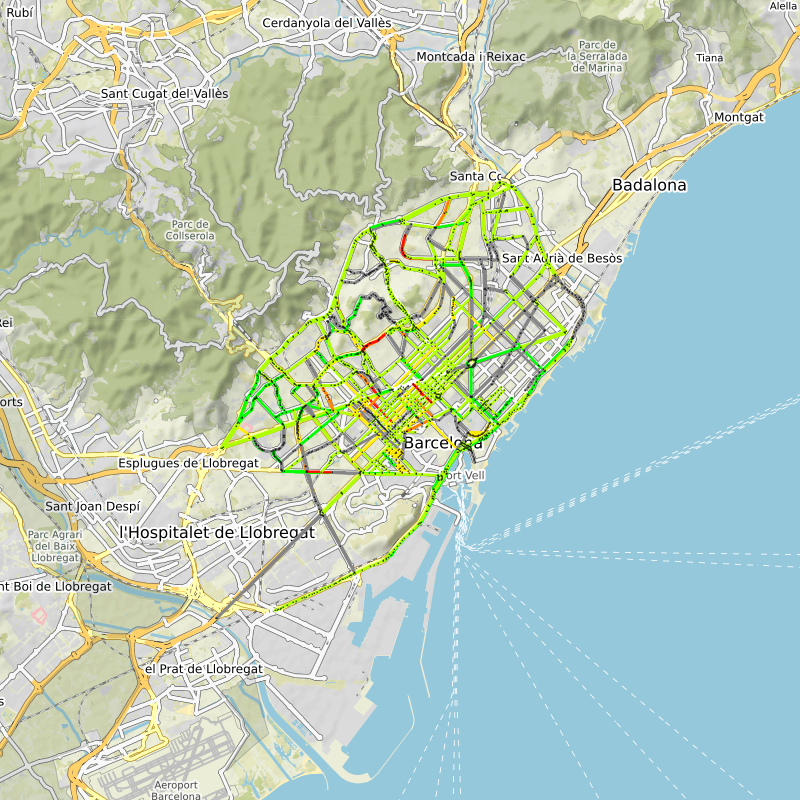 Rubí
Alella
Cerdanyola del Vallès
Parc de
la Serralada
de Marina
Montcada i Reixac
Tiana
Sant Cugat del Vallès
Montgat
Santa Co
Badalona
Parc de
Collserola
Sant Adrià de Besòs
Rei
orts
Barcelona
Esplugues de Llobregat
ort Vell
Sant Joan Despí
l'Hospitalet de Llobregat
Parc Agrari
del Baix
Llobregat
nt Boi de Llobregat
el Prat de Llobregat
s
Aeroport
Barcelona